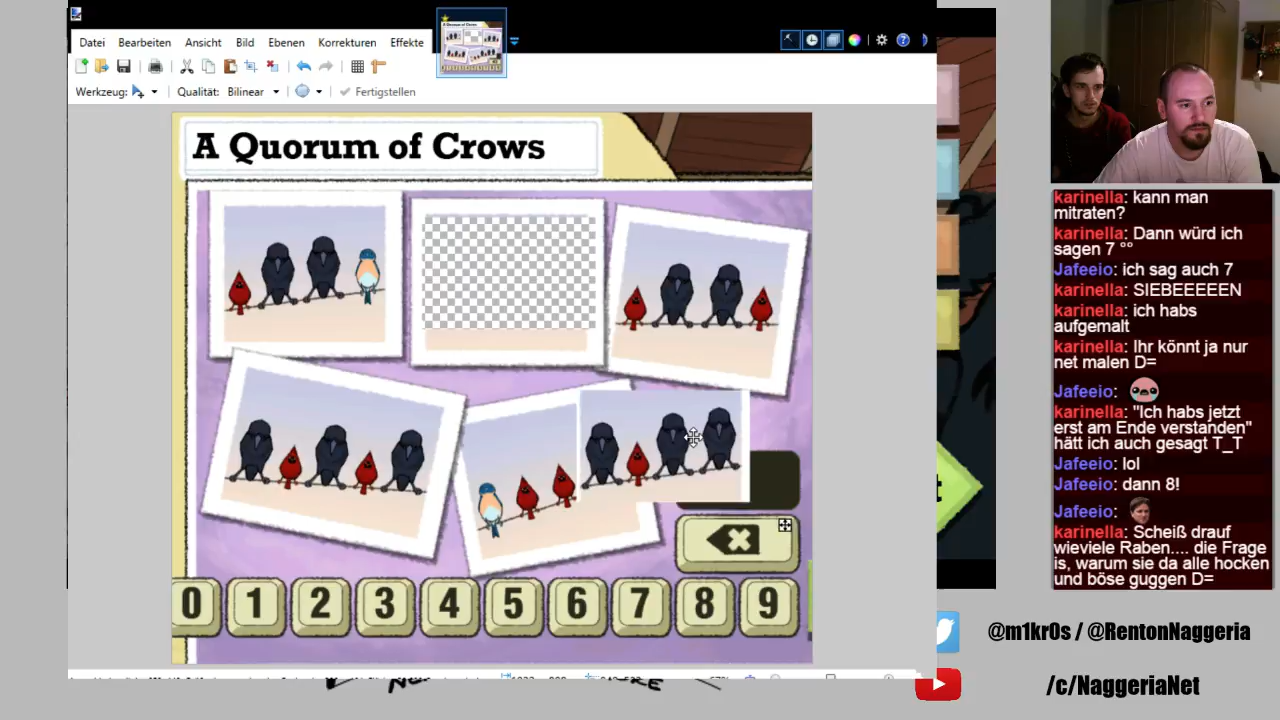 Datei Bearbeiten Ansicht Bild Ebenen Korrekturen Effekte
Werkzeug: Qualität: Bilinear Fertigstellen
A Quorum of Crows
0 1 2 3 4 5 6 7 8 9
karinella: kann man
mitraten?
karinella: Dann würd ich
sagen 7 °°
Jafeeio: ich sag auch 7
karinella: SIEBEEEEEN
karinella: ich habs
aufgemalt
karinella: Ihr könnt ja nur
net malen D=
Jafeeio:
karinella: "Ich habs jetzt
erst am Ende verstanden"
hätt ich auch gesagt T_T
Jafeeio: lol
Jafeeio: dann 8!
Jafeeio:
karinella: Scheiß drauf
wieviele Raben.... die Frage
is, warum sie da alle hocken
und böse guggen D=
@m1kr0s / @RentonNaggeria
/c/NaggeriaNet